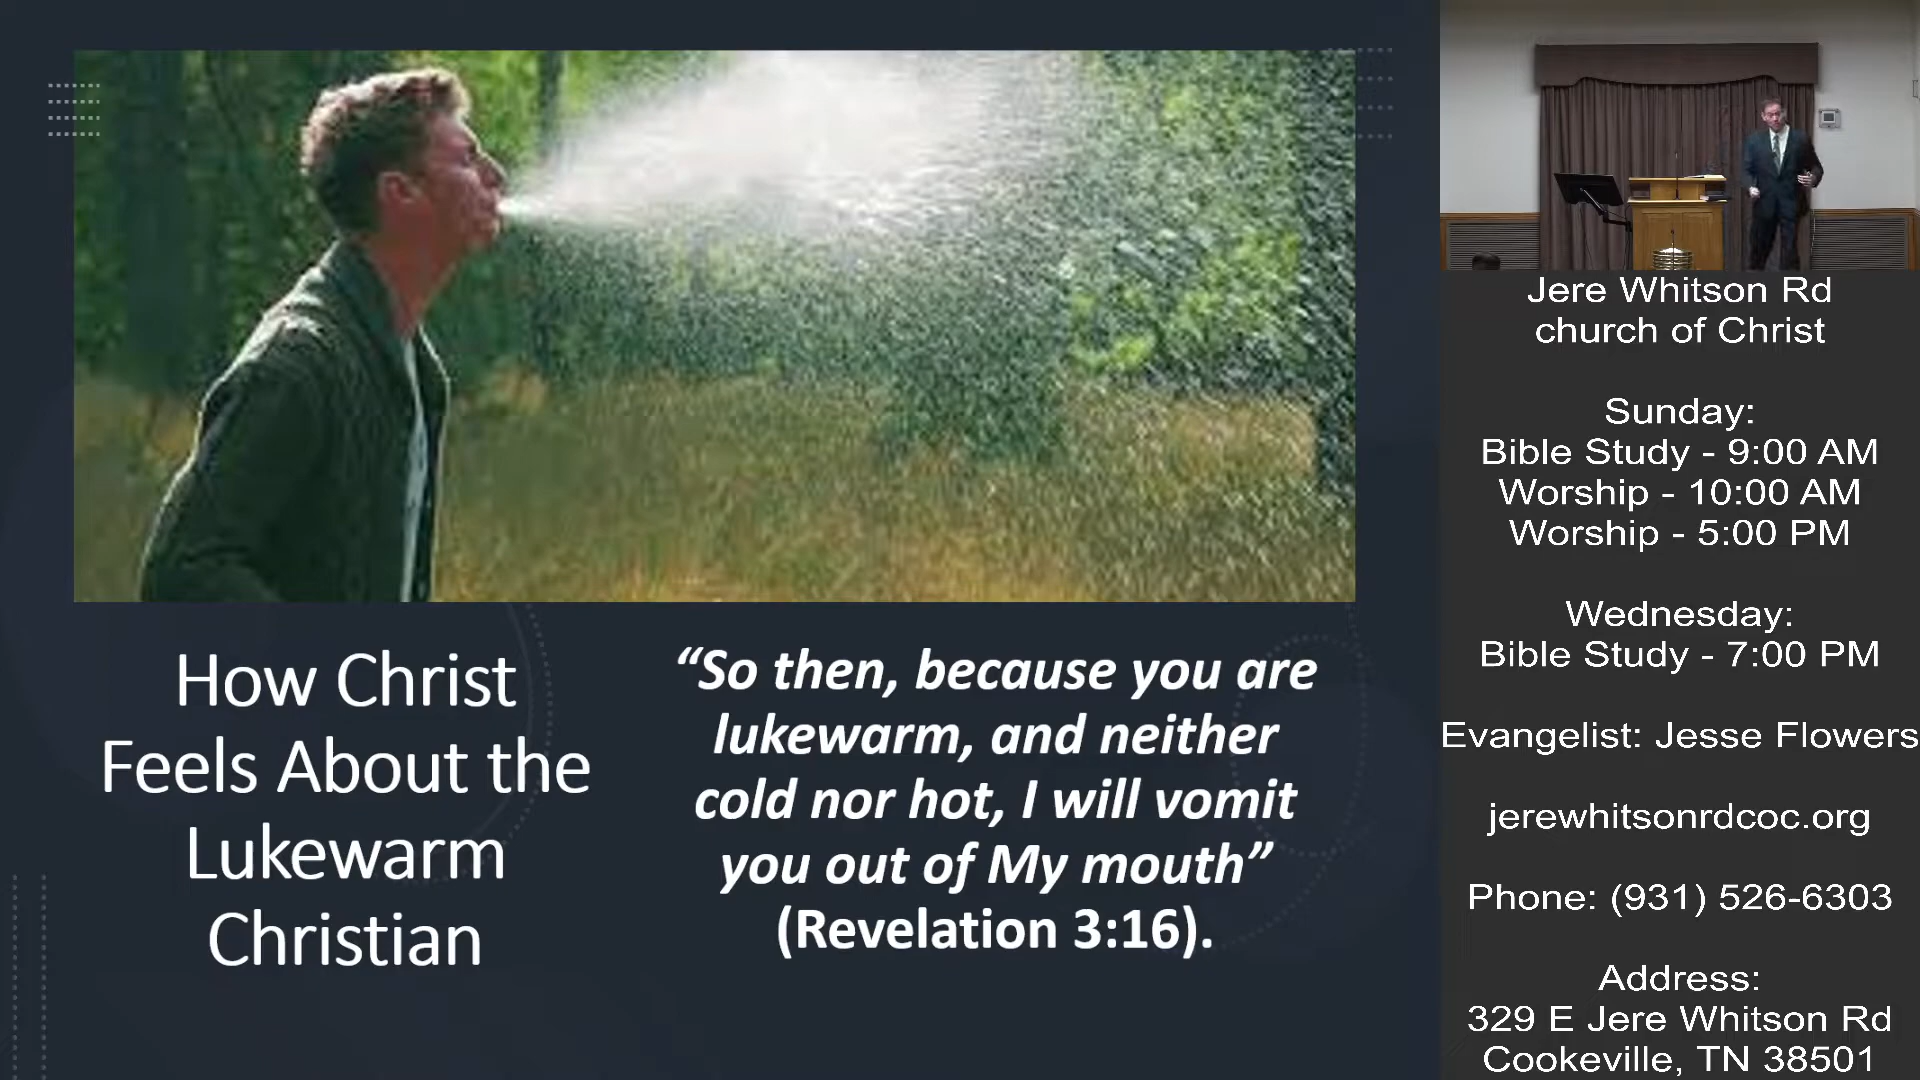 How Christ
Feels About the
Lukewarm
Christian
“So then, because you are
lukewarm, and neither
cold nor hot, I will vomit
you out of My mouth”
(Revelation 3:16).
Jere Whitson Rd
church of Christ
Sunday:
Bible Study - 9:00 AM
Worship - 10:00 AM
Worship - 5:00 PM
Wednesday:
Bible Study - 7:00 PM
Evangelist: Jesse Flowers
jerewhitsonrdcoc.org
Phone: (931) 526-6303
Address:
329 E Jere Whitson Rd
Cookeville, TN 38501